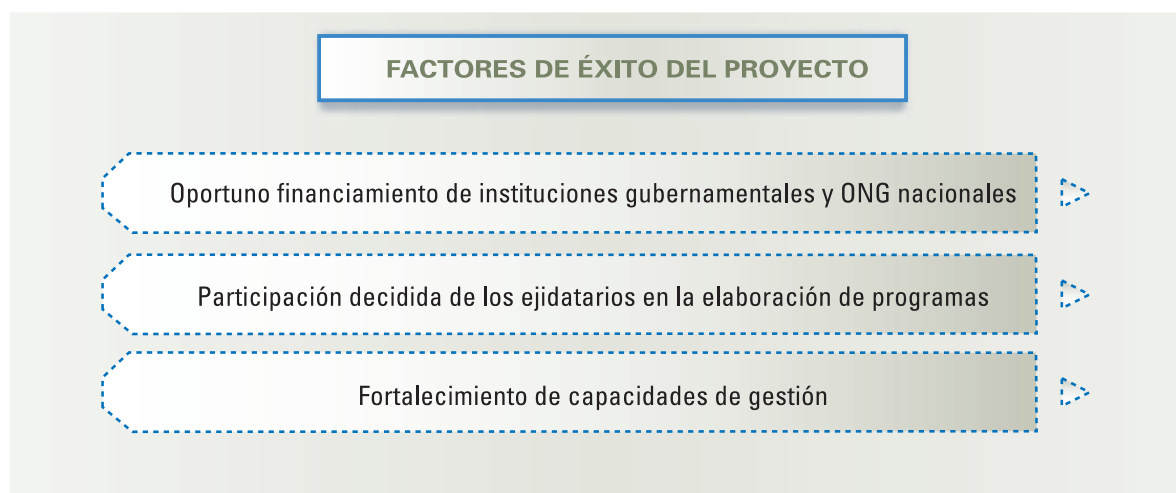 FACTORES DE ÉXITO DEL PROYECTO
Oportuno financiamiento de instituciones gubernamentales y ONG nacionales
Participación decidida de los ejidatarios en la elaboración de programas
Fortalecimiento de capacidades de gestión